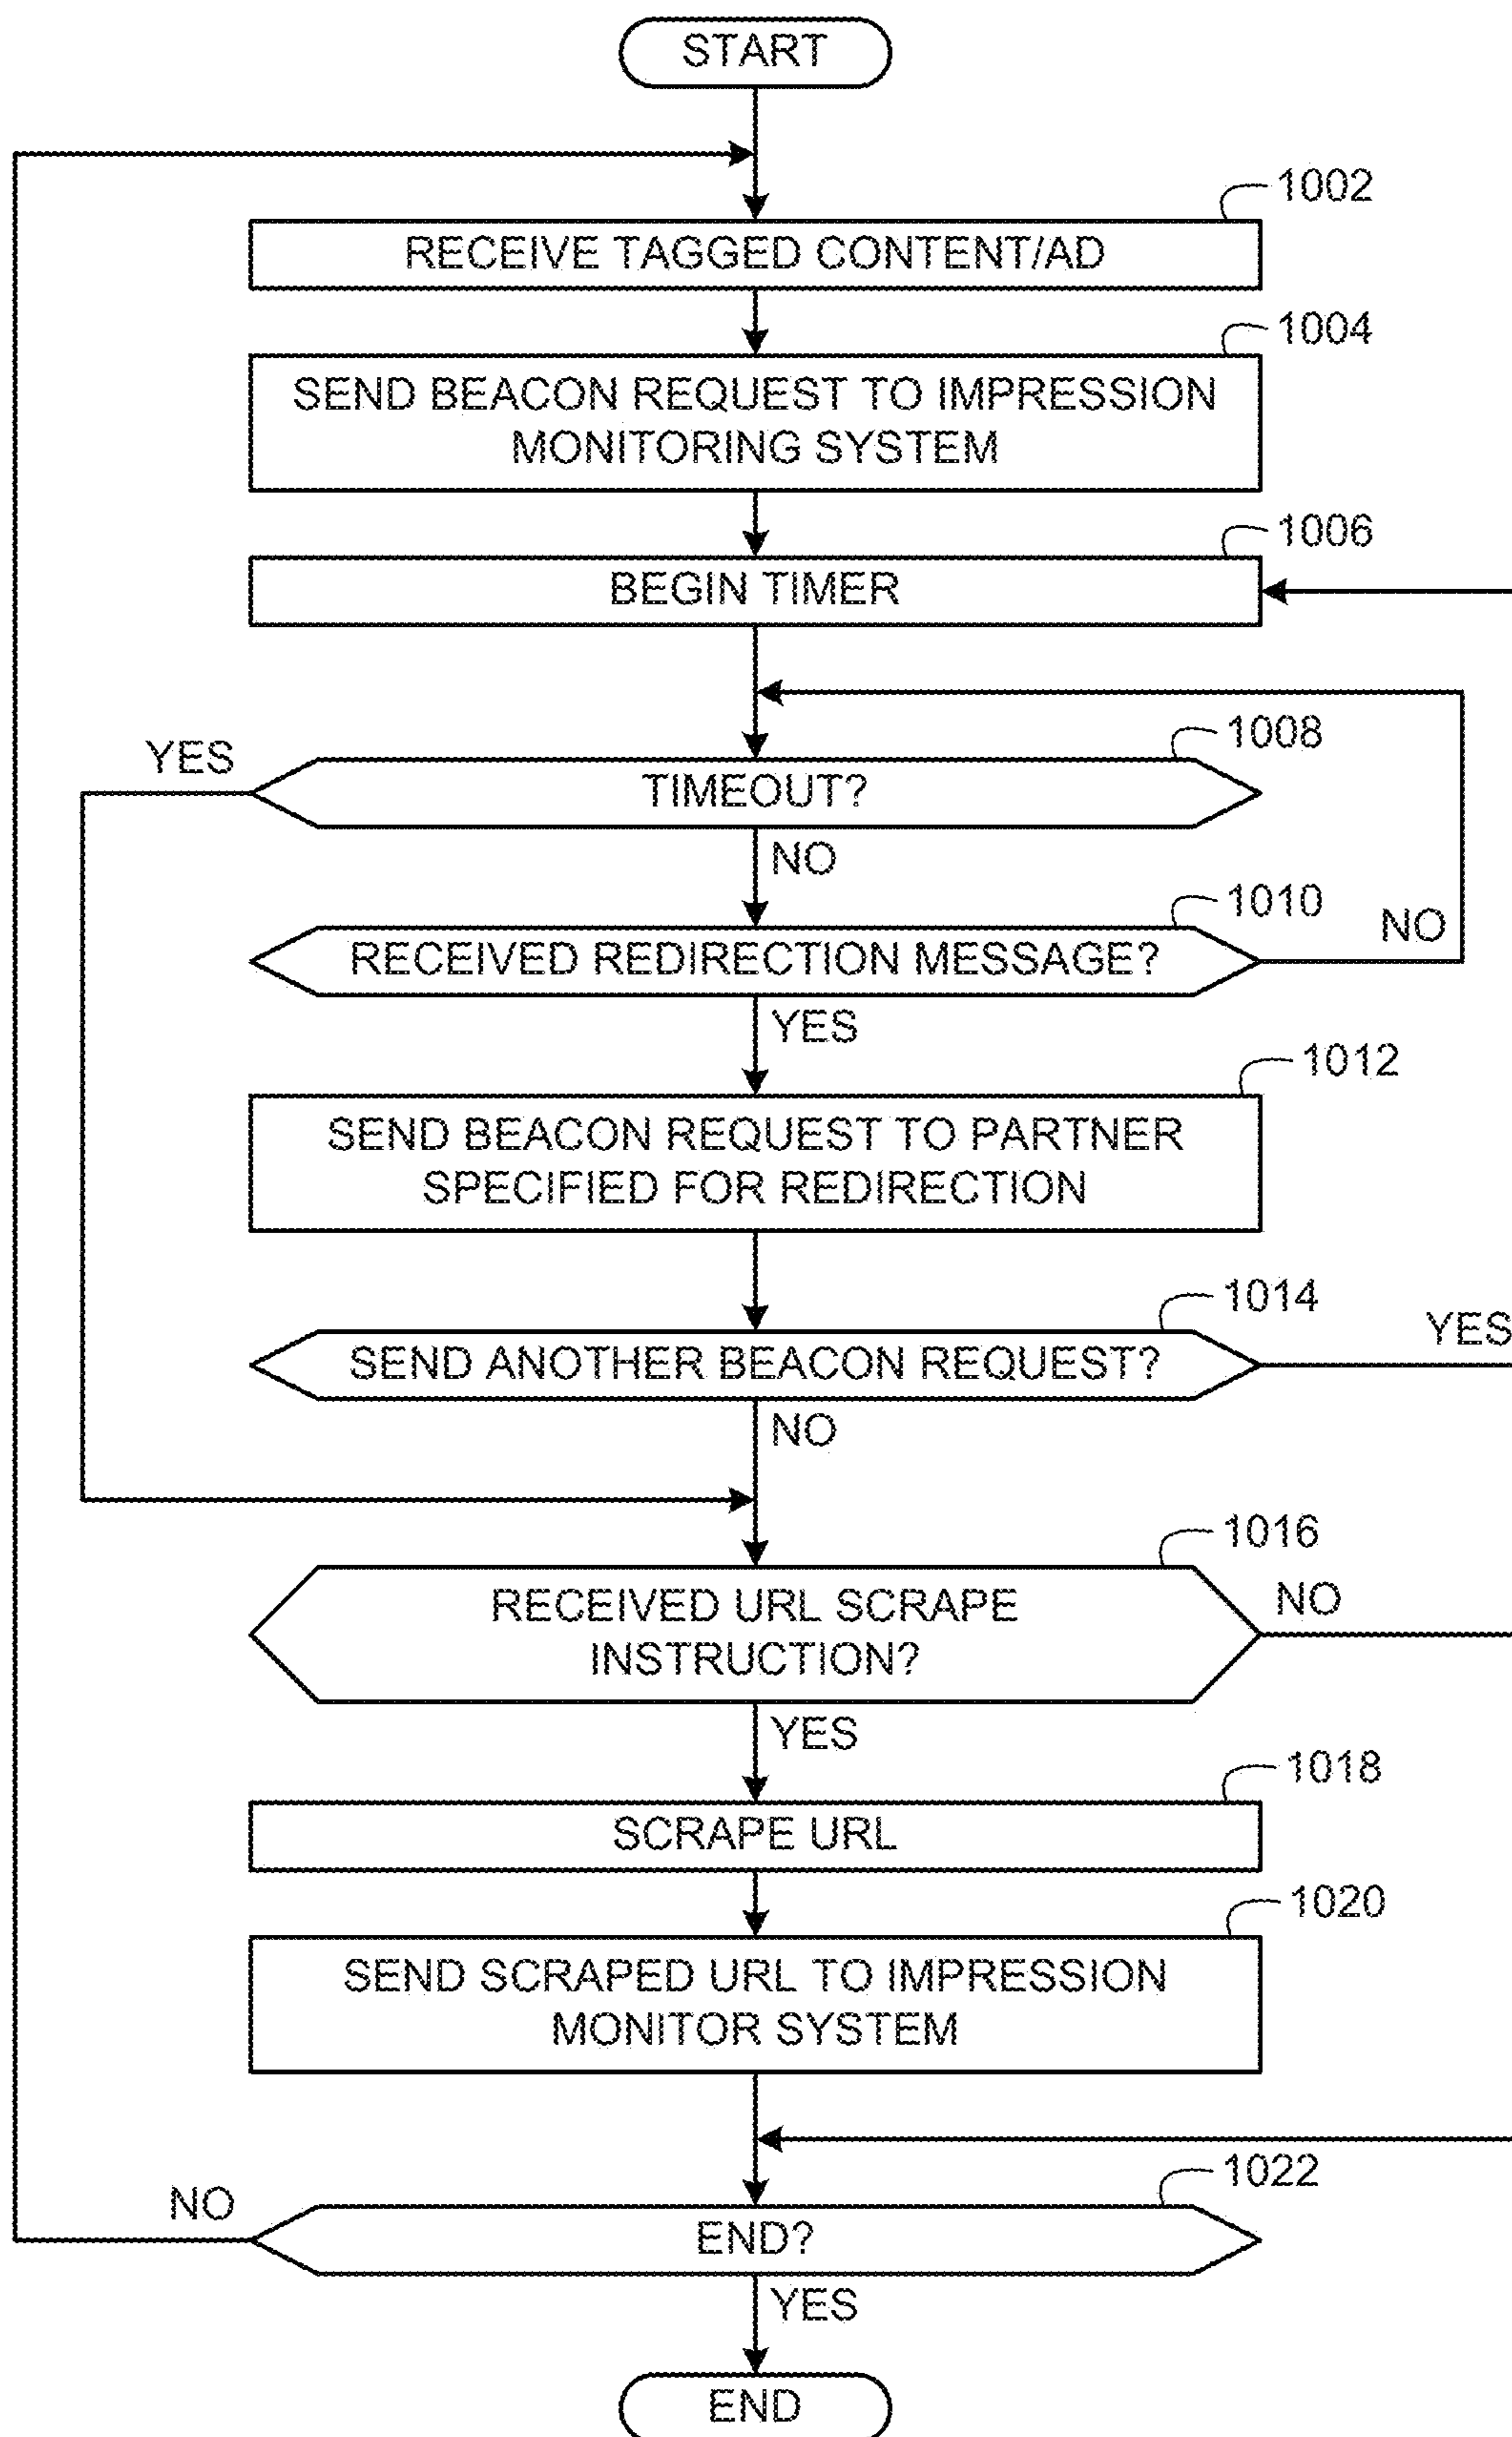 START
1002
RECEIVE TAGGED CONTENT/AD
1004
SEND BEACON REQUEST TO IMPRESSION
MONITORING SYSTEM
1006
BEGIN TIMER
1008
YES
TIMEOUT?
NO
1010
RECEIVED REDIRECTION MESSAGE?
NO
YES
1012
SEND BEACON REQUEST TO PARTNER
SPECIFIED FOR REDIRECTION
1014
SEND ANOTHER BEACON REQUEST?
YES
NO
1016
RECEIVED URL SCRAPE
INSTRUCTION?
NO
YES
1018
SCRAPE URL
1020
SEND SCRAPED URL TO IMPRESSION
MONITOR SYSTEM
1022
NO
END?
YES
END